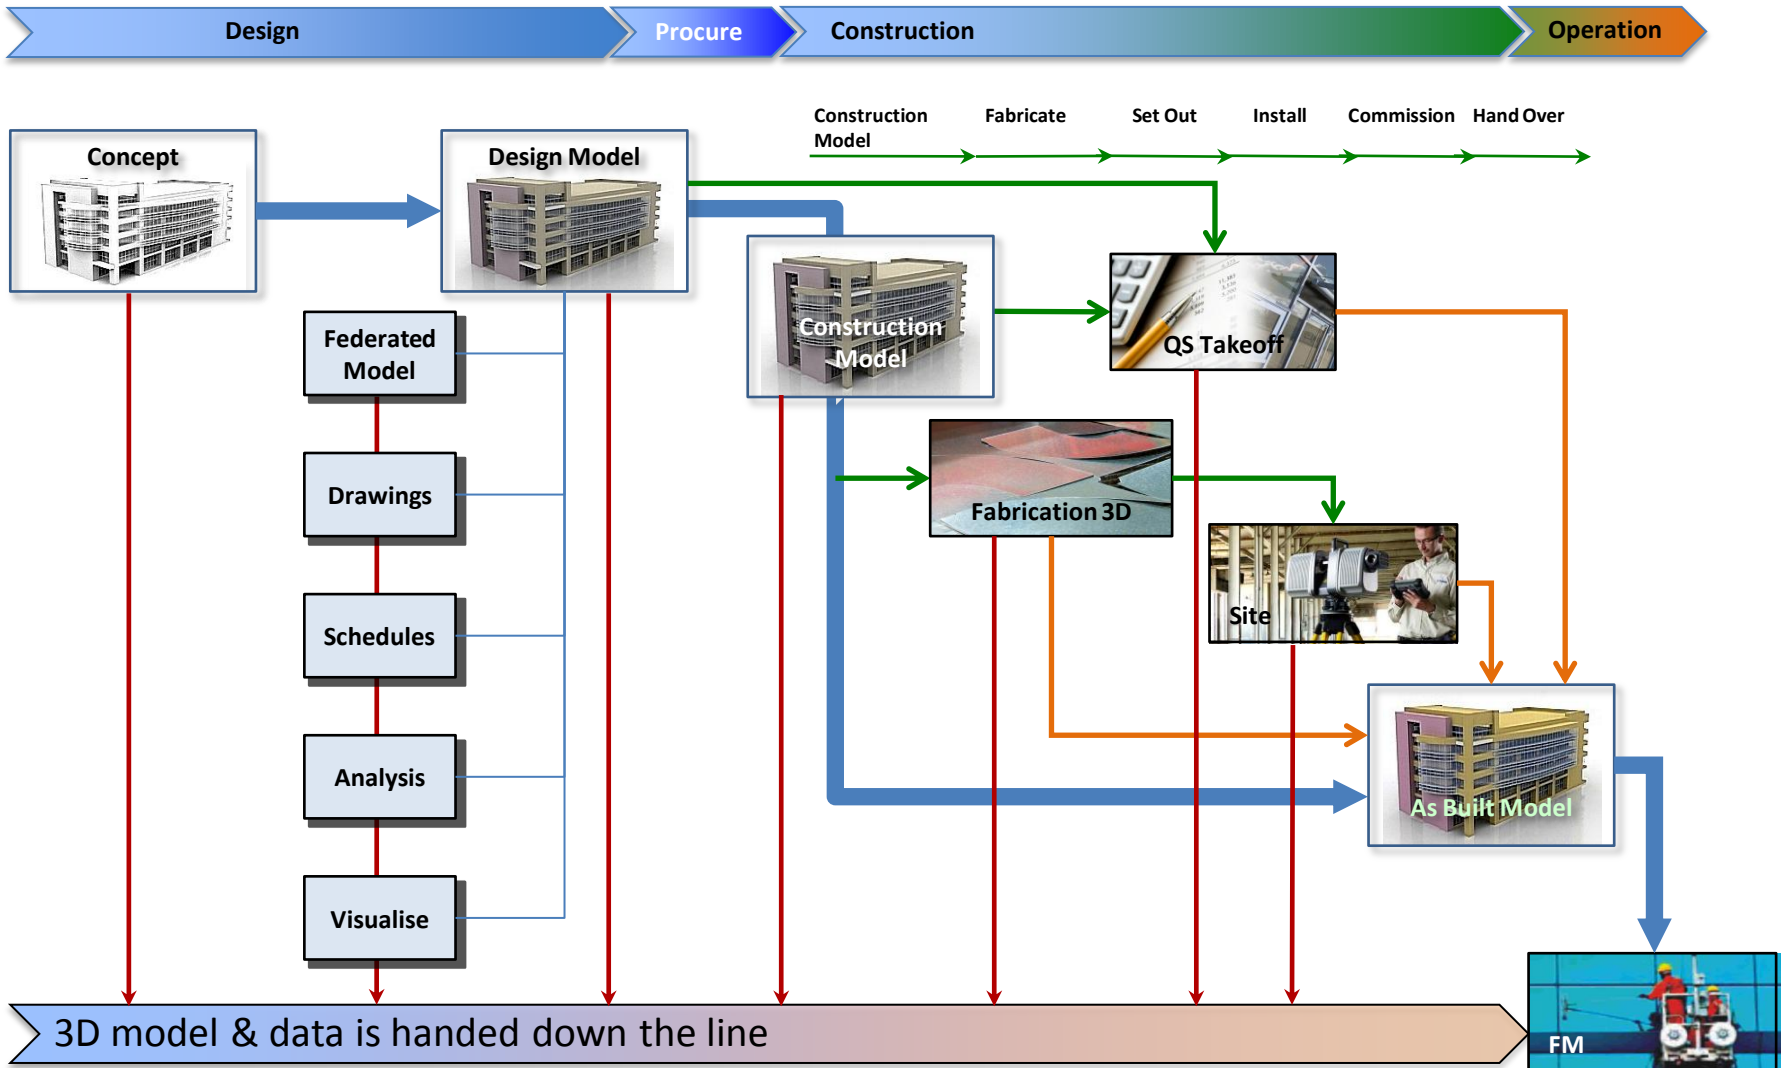 Design
Procure
Construction
Operation
Construction
Model
Fabricate
Set Out
Install
Commission
Hand Over
Concept
Design Model
Construction
Model
QS Takeoff
Federated
Model
Drawings
Fabrication 3D
Schedules
Site
Analysis
As Built Model
Visualise
3D model & data is handed down the line
FM